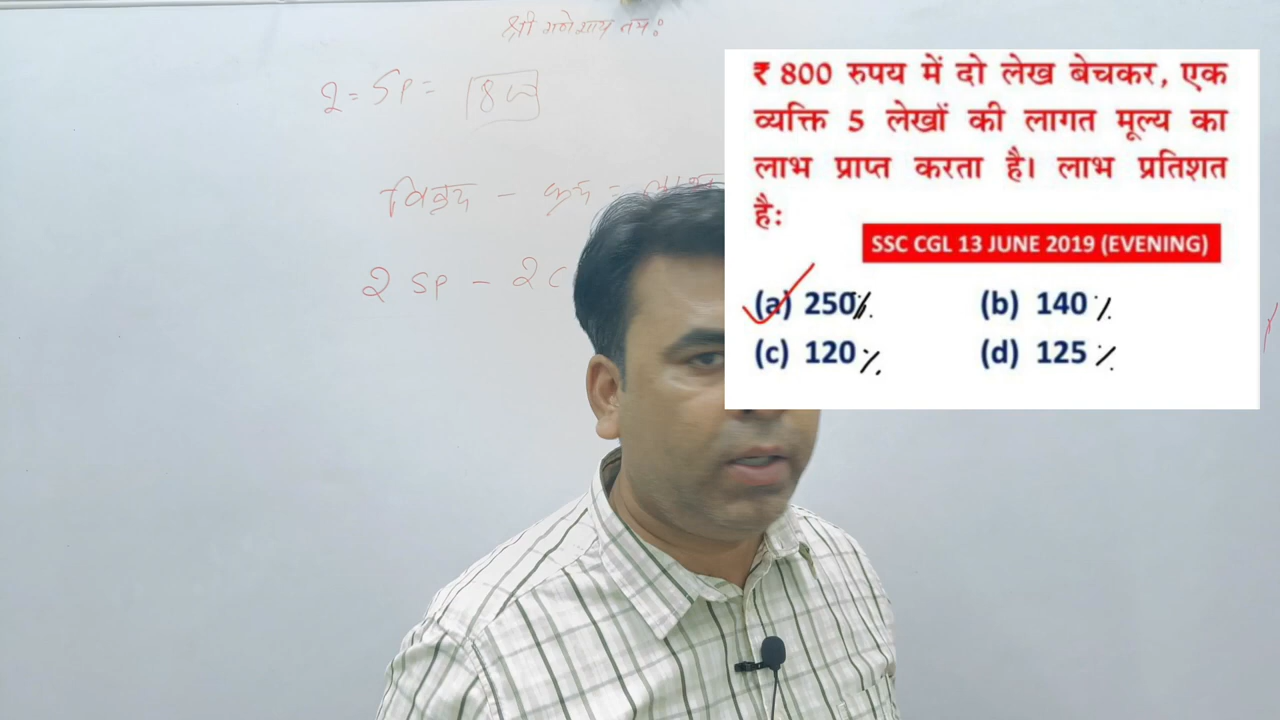 श्री गणेशाय नमः
2 = SP = 800
विक्रय - क्रय =
2 SP - 2 C
₹ 800 रुपय में दो लेख बेचकर, एक
व्यक्ति 5 लेखों की लागत मूल्य का
लाभ प्राप्त करता है। लाभ प्रतिशत
है:
SSC CGL 13 JUNE 2019 (EVENING)
(a) 250%. (b) 140%
(c) 120%. (d) 125%